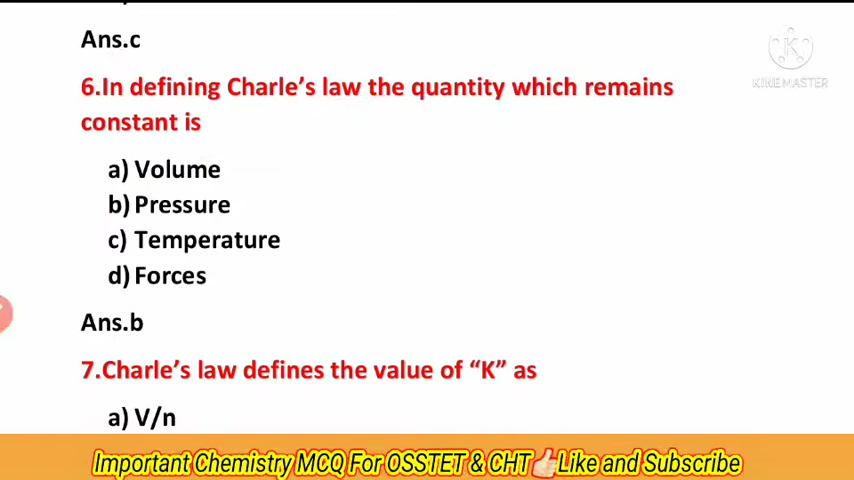 Ans.c
6.In defining Charle's law the quantity which remains
constant is
a) Volume
b) Pressure
c) Temperature
d) Forces
Ans.b
7.Charle's law defines the value of “K” as
a) V/n
Important Chemistry MCQ For OSSTET & CHT👍🏻Like and Subscribe
K
KINEMASTER